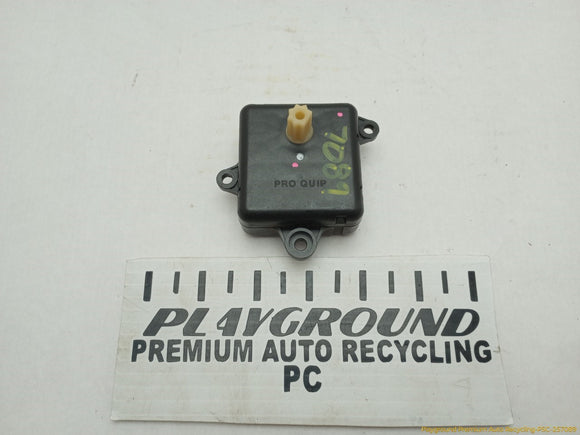 PRO QUIP
PLAYGROUND
PREMIUM AUTO RECYCLING
PC